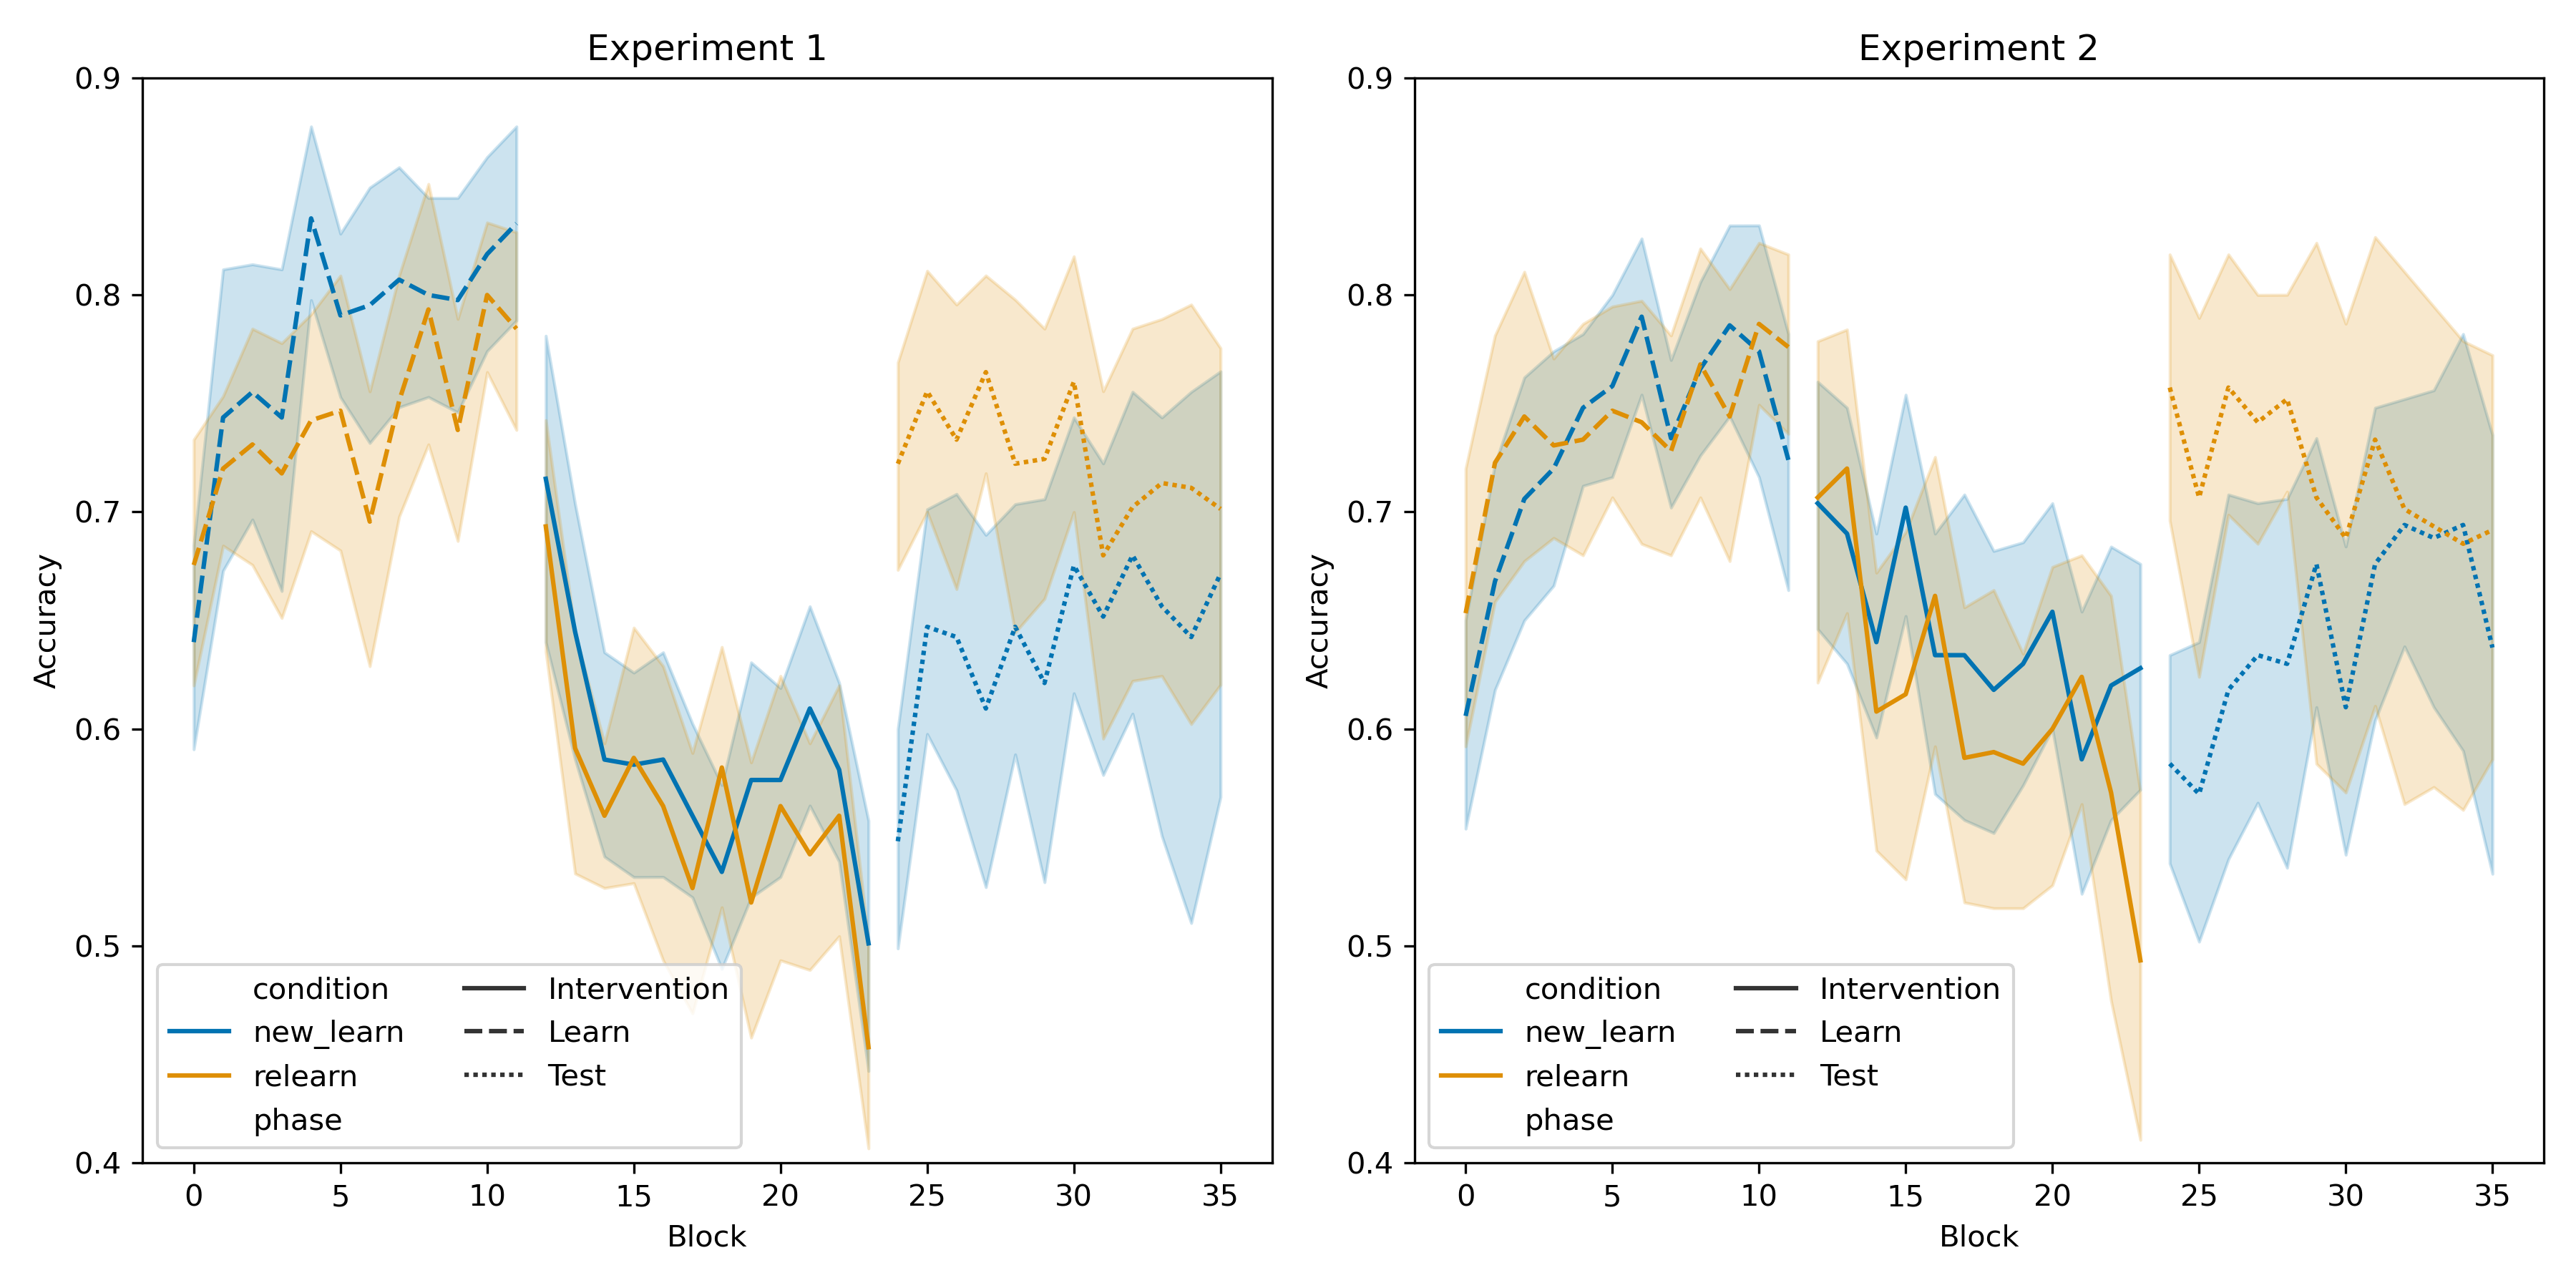 Experiment 1
0.9
0.8
0.7
0.6
0.5
0.4
Accuracy
condition
new_learn
relearn
phase
Intervention
Learn
Test
0 5 10 15 20 25 30 35
Block
Experiment 2
0.9
0.8
0.7
0.6
0.5
0.4
Accuracy
condition
new_learn
relearn
phase
Intervention
Learn
Test
0 5 10 15 20 25 30 35
Block